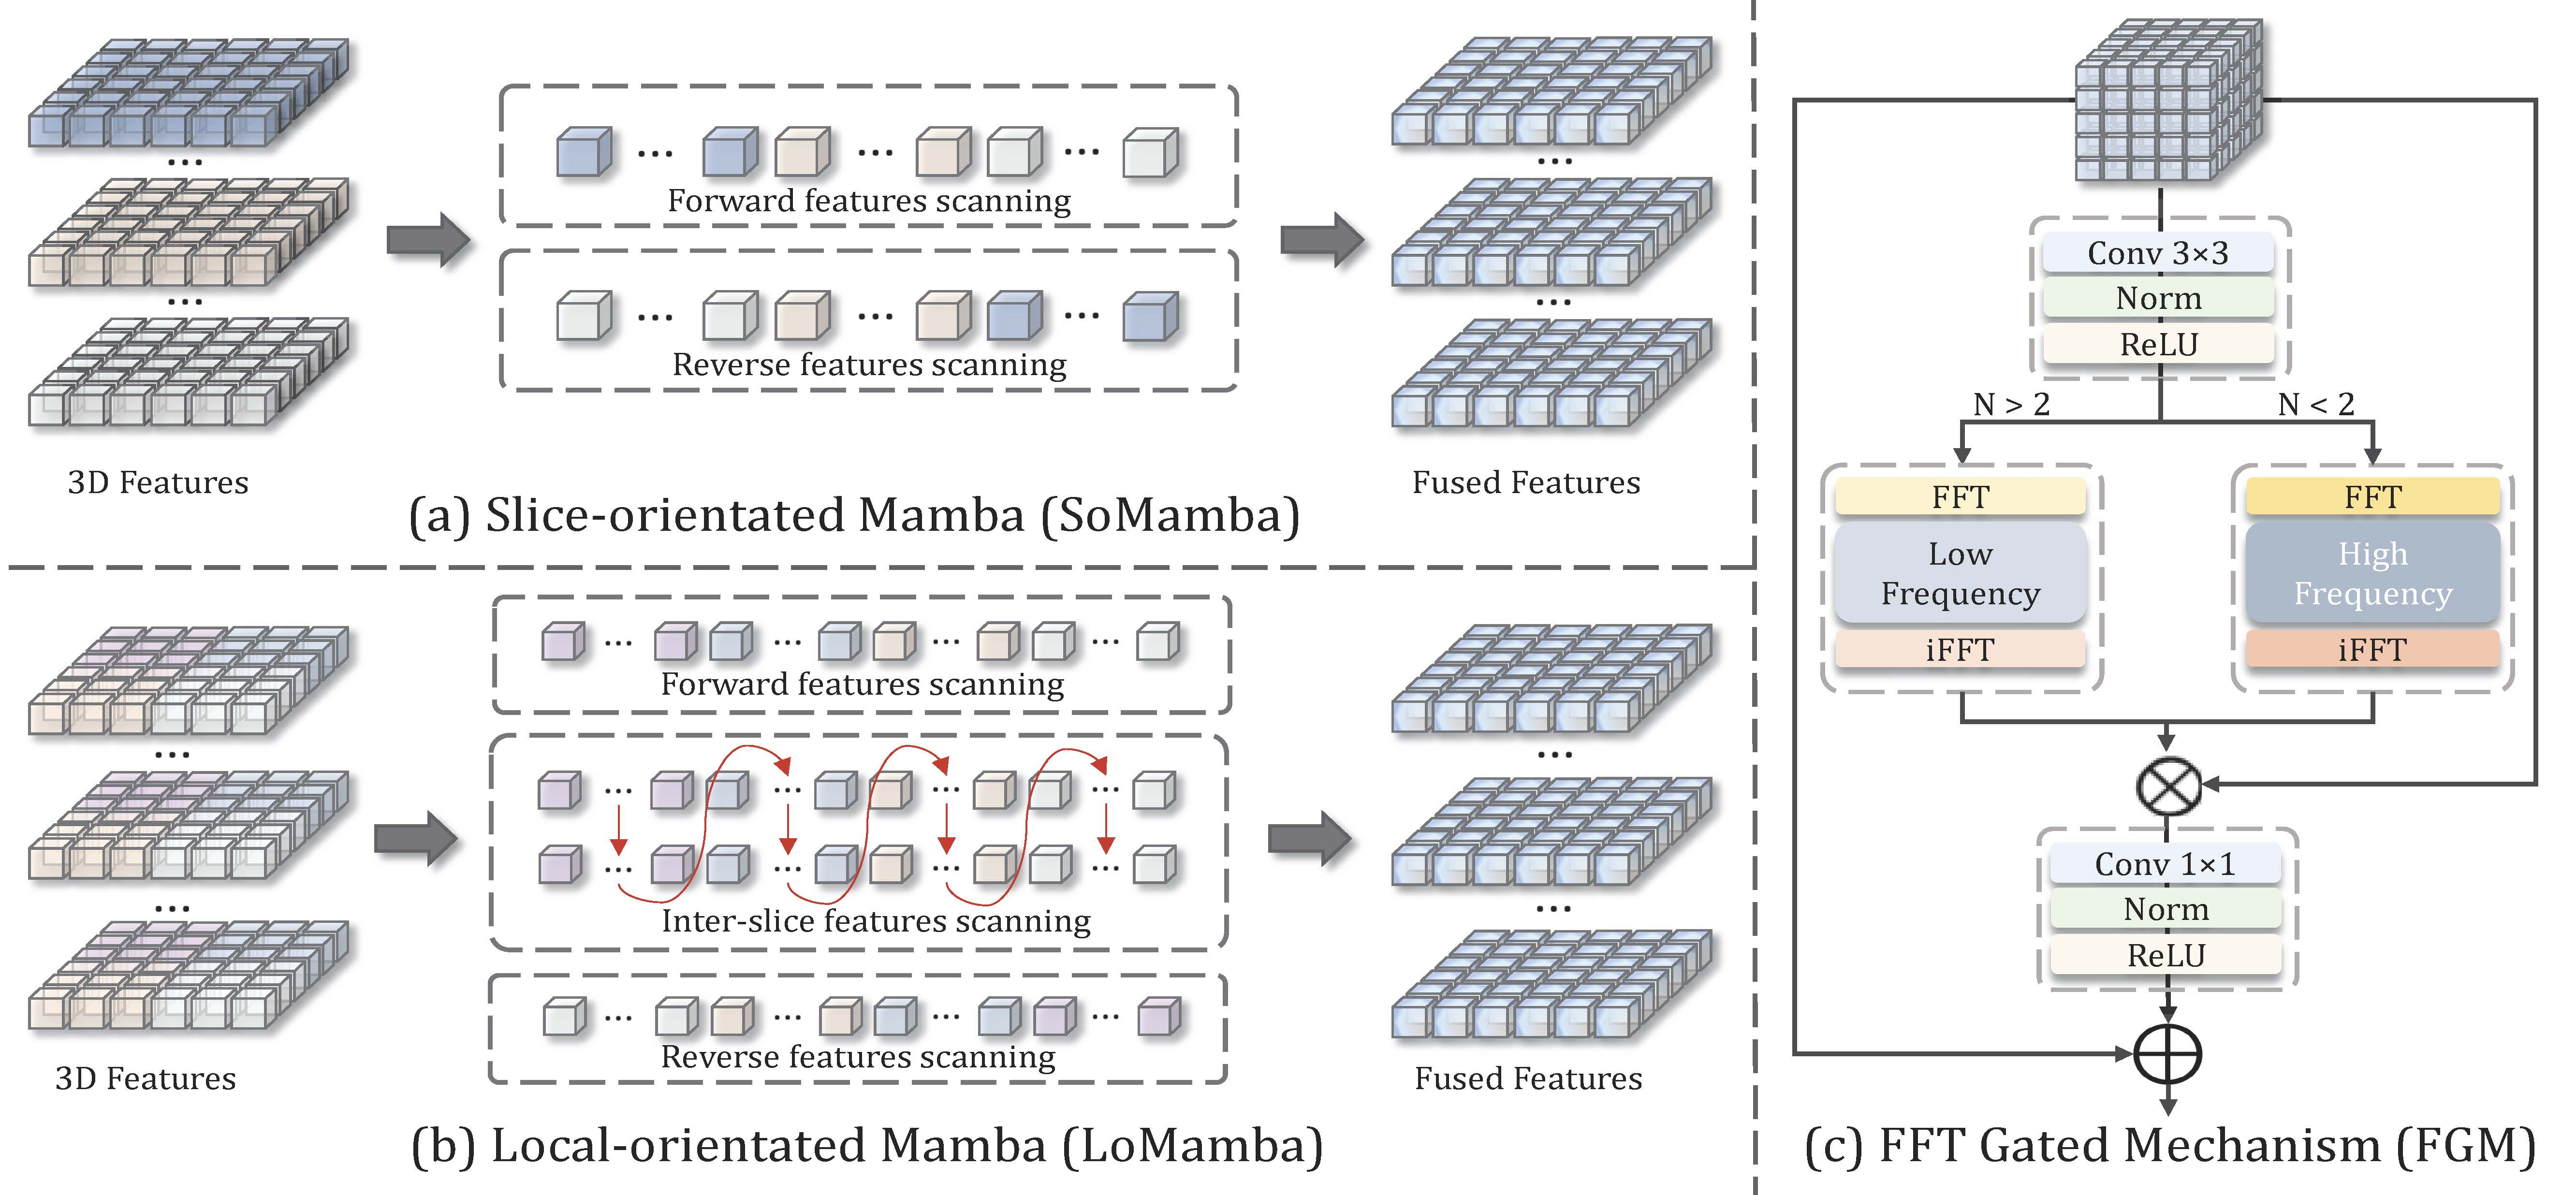 Forward features scanning
Reverse features scanning
3D Features
Fused Features
(a) Slice-orientated Mamba (SoMamba)
Forward features scanning
Inter-slice features scanning
Reverse features scanning
3D Features
Fused Features
(b) Local-orientated Mamba (LoMamba)
Conv 3×3
Norm
ReLU
N > 2
N < 2
FFT
Low
Frequency
iFFT
FFT
High
Frequency
iFFT
Conv 1×1
Norm
ReLU
(c) FFT Gated Mechanism (FGM)